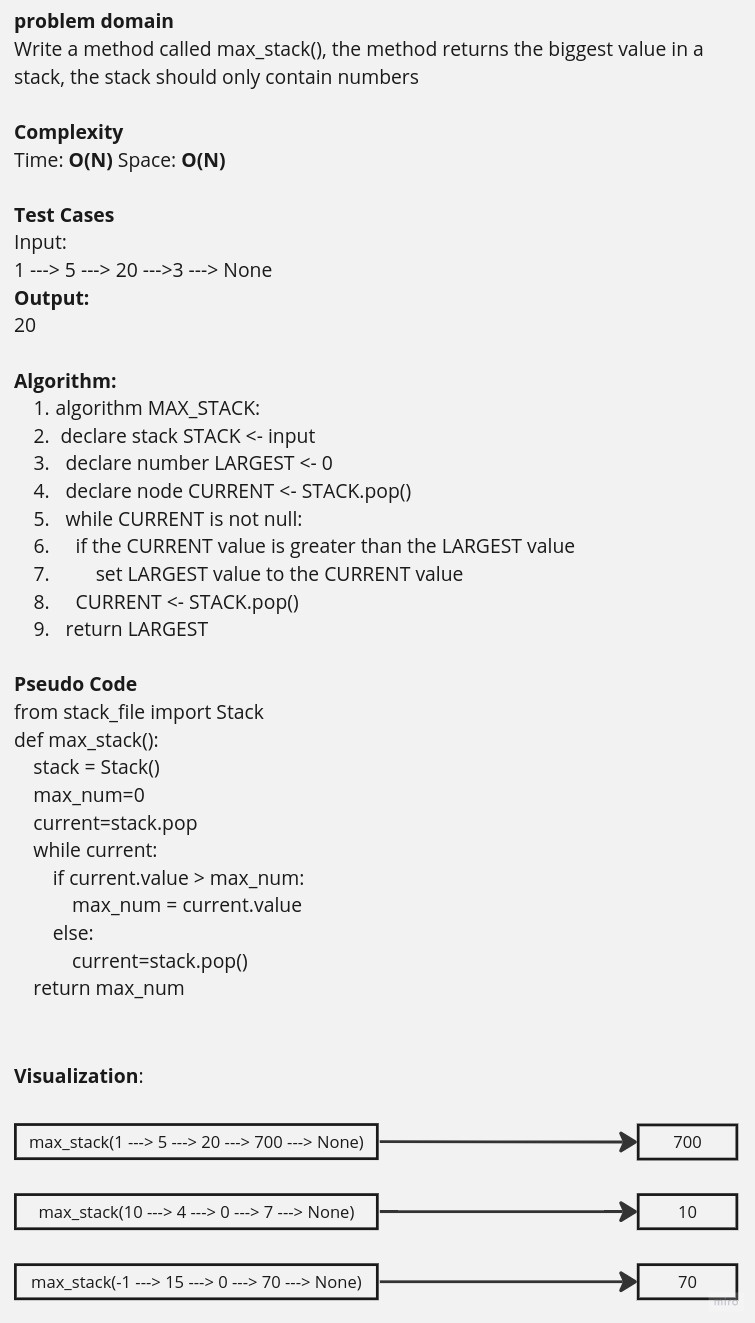 problem domain
Write a method called max_stack(), the method returns the biggest value in a
stack, the stack should only contain numbers
Complexity
Time: O(N) Space: O(N)
Test Cases
Input:
1 ---> 5 ---> 20 --->3 ---> None
Output:
20
Algorithm:
1. algorithm MAX_STACK:
2. declare stack STACK <- input
3. declare number LARGEST <- 0
4. declare node CURRENT <- STACK.pop()
5. while CURRENT is not null:
6. if the CURRENT value is greater than the LARGEST value
7. set LARGEST value to the CURRENT value
8. CURRENT <- STACK.pop()
9. return LARGEST
Pseudo Code
from stack_file import Stack
def max_stack():
stack = Stack()
max_num=0
current=stack.pop
while current:
if current.value > max_num:
max_num = current.value
else:
current=stack.pop()
return max_num
Visualization:
max_stack(1 ---> 5 ---> 20 ---> 700 ---> None)
700
max_stack(10 ---> 4 ---> 0 ---> 7 ---> None)
10
max_stack(-1 ---> 15 ---> 0 ---> 70 ---> None)
70
miro